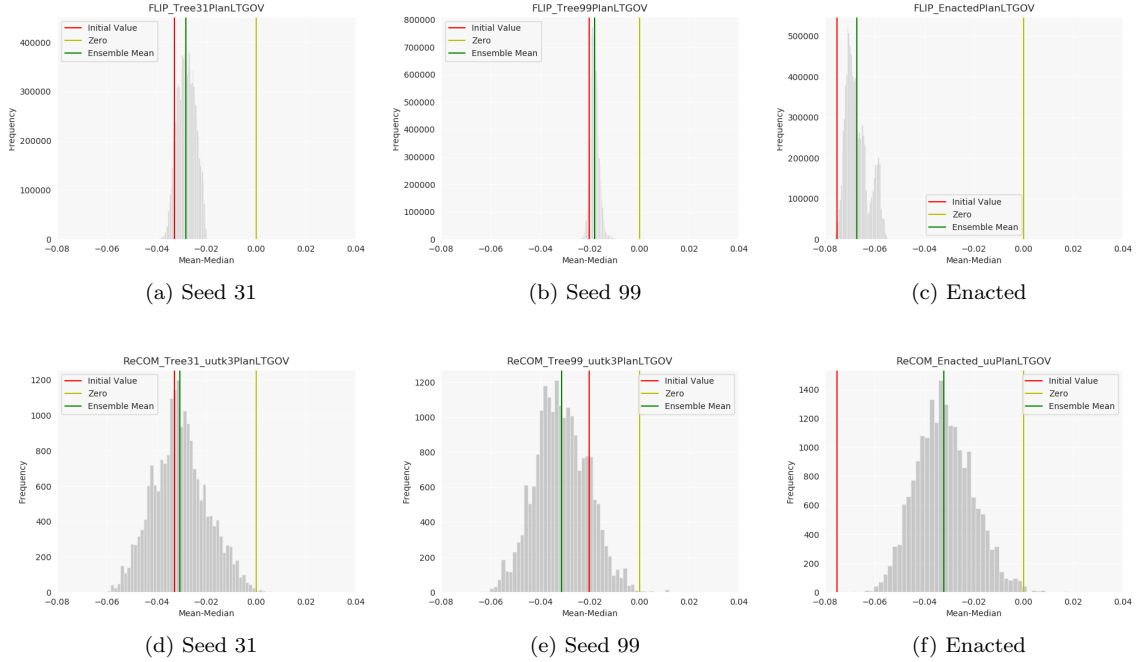 FLIP_Tree31PlanLTGOV
Initial Value
Zero
Ensemble Mean
400000
300000
200000
100000
0
Frequency
−0.08 −0.06 −0.04 −0.02 0.00 0.02 0.04
Mean-Median
(a) Seed 31
FLIP_Tree99PlanLTGOV
Initial Value
Zero
Ensemble Mean
800000
700000
600000
500000
400000
300000
200000
100000
0
Frequency
−0.08 −0.06 −0.04 −0.02 0.00 0.02 0.04
Mean-Median
(b) Seed 99
FLIP_EnactedPlanLTGOV
500000
400000
300000
200000
100000
0
Frequency
Initial Value
Zero
Ensemble Mean
−0.08 −0.06 −0.04 −0.02 0.00 0.02 0.04
Mean-Median
(c) Enacted
ReCOM_Tree31_uutk3PlanLTGOV
Initial Value
Zero
Ensemble Mean
1200
1000
800
600
400
200
0
Frequency
−0.08 −0.06 −0.04 −0.02 0.00 0.02 0.04
Mean-Median
(d) Seed 31
ReCOM_Tree99_uutk3PlanLTGOV
Initial Value
Zero
Ensemble Mean
1200
1000
800
600
400
200
0
Frequency
−0.08 −0.06 −0.04 −0.02 0.00 0.02 0.04
Mean-Median
(e) Seed 99
ReCOM_Enacted_uuPlanLTGOV
Initial Value
Zero
Ensemble Mean
1400
1200
1000
800
600
400
200
0
Frequency
−0.08 −0.06 −0.04 −0.02 0.00 0.02 0.04
Mean-Median
(f) Enacted